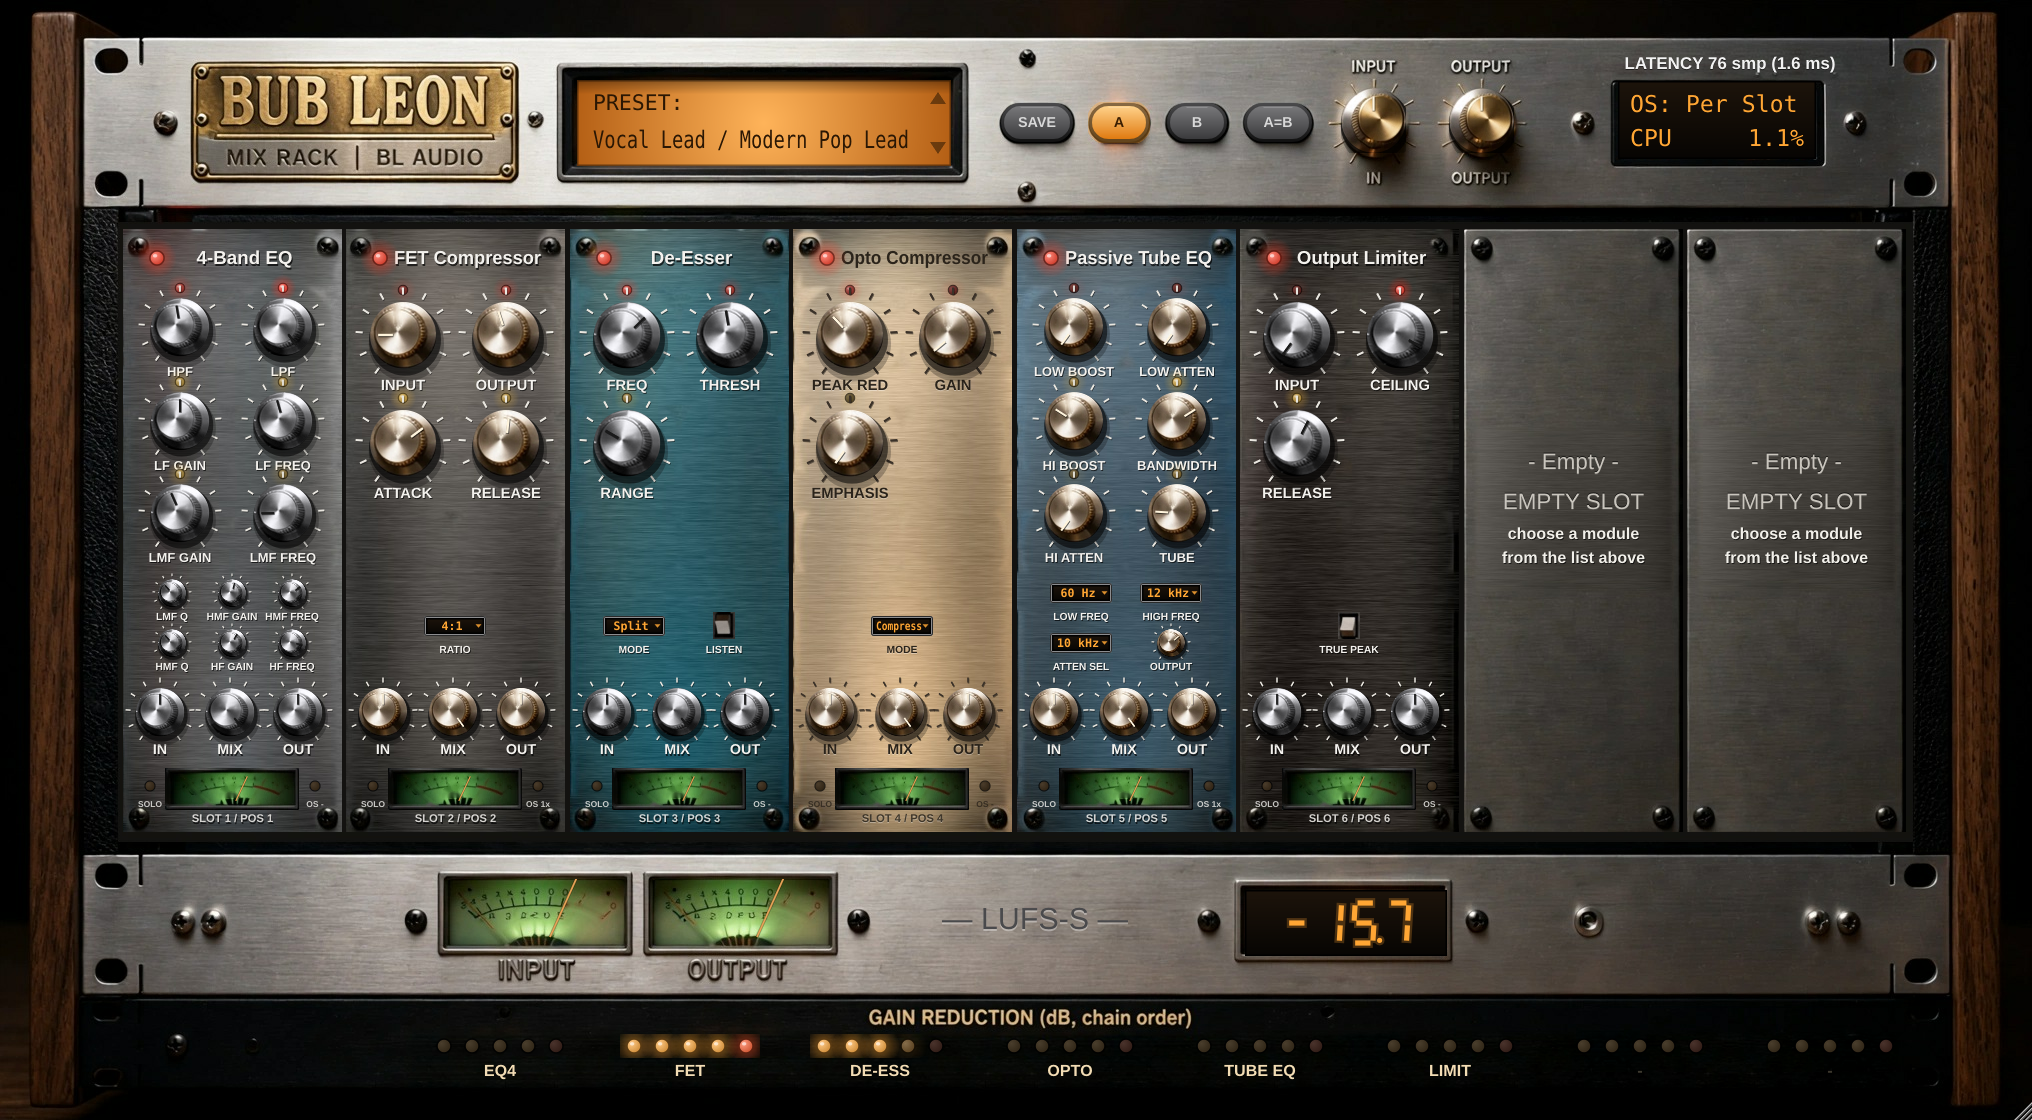 BUB LEON
MIX RACK | BL AUDIO
PRESET:
Vocal Lead / Modern Pop Lead
SAVE
A
B
A=B
INPUT
IN
OUTPUT
OUTPUT
LATENCY 76 smp (1.6 ms)
OS: Per Slot
CPU 1.1%
4-Band EQ
HPF LPF
LF GAIN LF FREQ
LMF GAIN LMF FREQ
LMF Q HMF GAIN HMF FREQ
HMF Q HF GAIN HF FREQ
IN MIX OUT
SOLO OS -
SLOT 1 / POS 1
FET Compressor
INPUT OUTPUT
ATTACK RELEASE
4:1
RATIO
IN MIX OUT
SOLO OS 1x
SLOT 2 / POS 2
De-Esser
FREQ THRESH
RANGE
Split
MODE LISTEN
IN MIX OUT
SOLO OS -
SLOT 3 / POS 3
Opto Compressor
PEAK RED GAIN
EMPHASIS
Compress
MODE
IN MIX OUT
SOLO OS -
SLOT 4 / POS 4
Passive Tube EQ
LOW BOOST LOW ATTEN
HI BOOST BANDWIDTH
HI ATTEN TUBE
60 Hz 12 kHz
LOW FREQ HIGH FREQ
10 kHz
ATTEN SEL OUTPUT
IN MIX OUT
SOLO OS 1x
SLOT 5 / POS 5
Output Limiter
INPUT CEILING
RELEASE
TRUE PEAK
IN MIX OUT
SOLO OS -
SLOT 6 / POS 6
- Empty -
EMPTY SLOT
choose a module
from the list above
- Empty -
EMPTY SLOT
choose a module
from the list above
INPUT
OUTPUT
— LUFS-S —
-15.7
GAIN REDUCTION (dB, chain order)
EQ4 FET DE-ESS OPTO TUBE EQ LIMIT - -